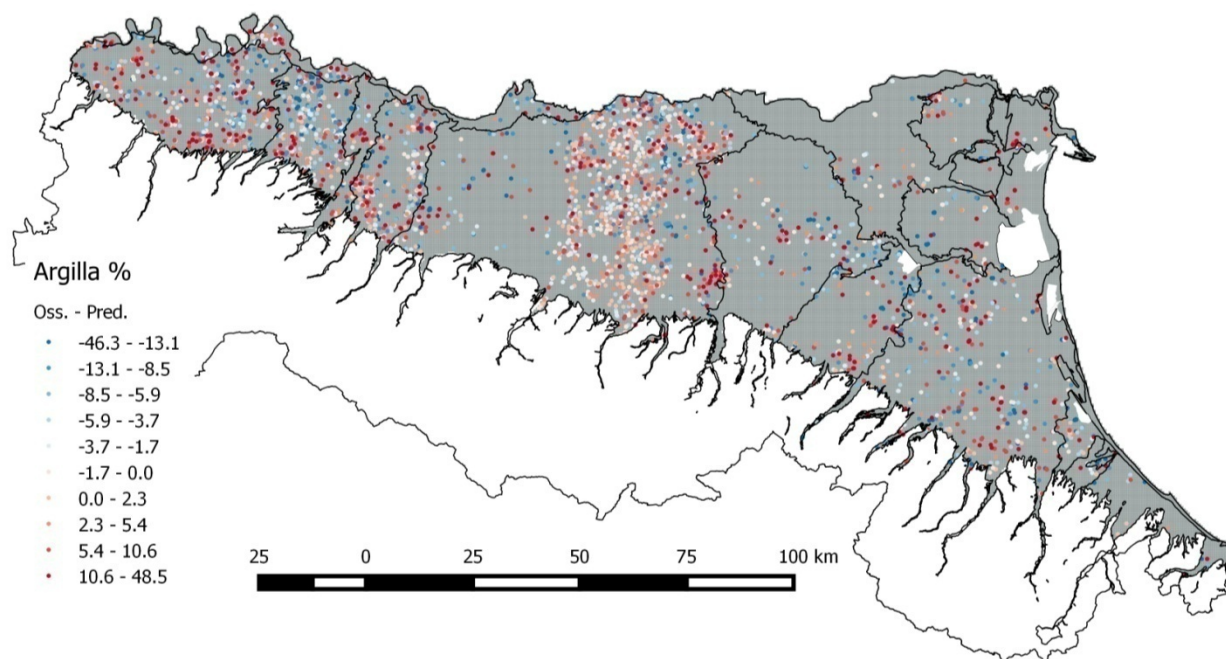 Argilla %
Oss. - Pred.
-46.3 - -13.1
-13.1 - -8.5
-8.5 - -5.9
-5.9 - -3.7
-3.7 - -1.7
-1.7 - 0.0
0.0 - 2.3
2.3 - 5.4
5.4 - 10.6
10.6 - 48.5
25 0 25 50 75 100 km